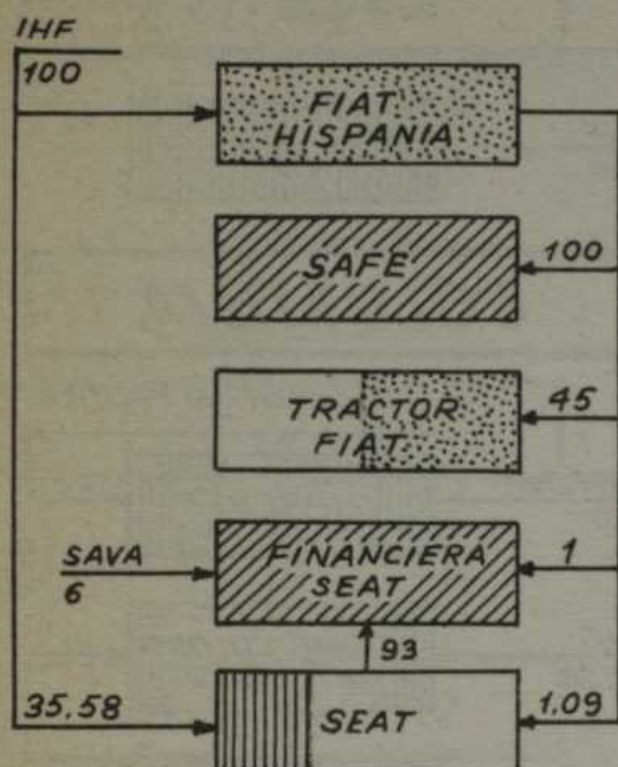 IHF
100
FIAT
HISPANIA
SAFE
100
TRACTOR
FIAT
45
SAVA
6
FINANCIERA
SEAT
1
93
35.58
SEAT
1.09